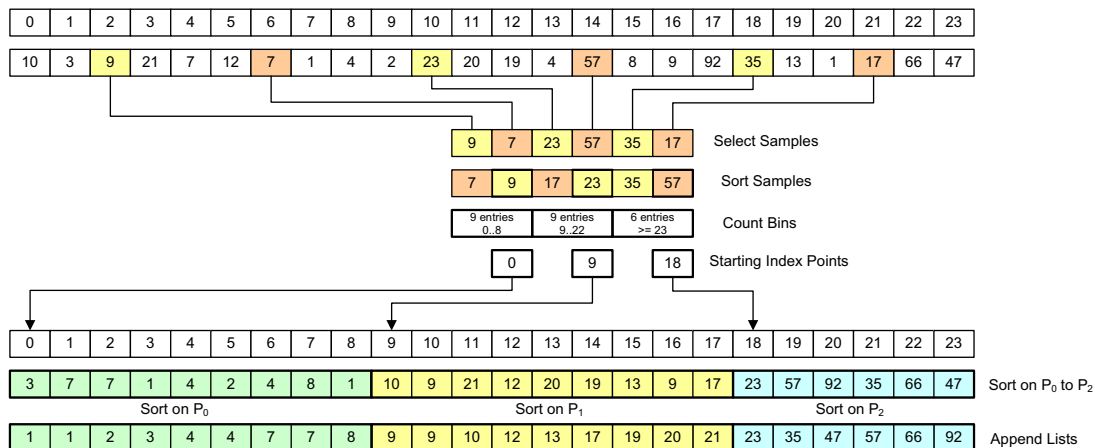 0 1 2 3 4 5 6 7 8 9 10 11 12 13 14 15 16 17 18 19 20 21 22 23
10 3 9 21 7 12 7 1 4 2 23 20 19 4 57 8 9 92 35 13 1 17 66 47
9 7 23 57 35 17 Select Samples
7 9 17 23 35 57 Sort Samples
9 entries 9 entries 6 entries
0..8 9..22 >= 23
Count Bins
0 9 18 Starting Index Points
0 1 2 3 4 5 6 7 8 9 10 11 12 13 14 15 16 17 18 19 20 21 22 23
3 7 7 1 4 2 4 8 1 10 9 21 12 20 19 13 9 17 23 57 92 35 66 47 Sort on P0 to P2
Sort on P0 Sort on P1 Sort on P2
1 1 2 3 4 4 7 7 8 9 9 10 12 13 17 19 20 21 23 35 47 57 66 92 Append Lists